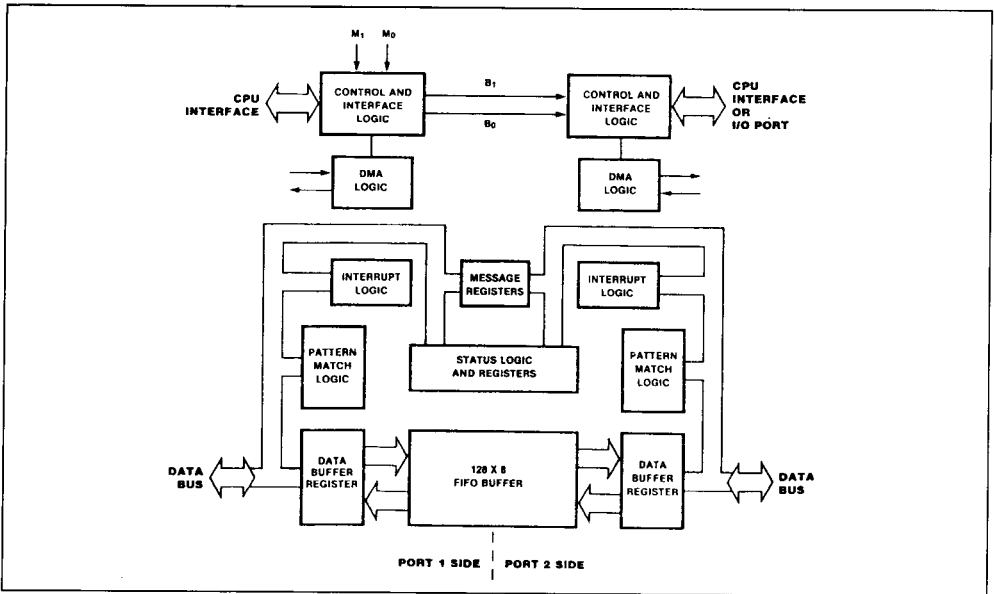 M1 M0
CPU
INTERFACE
CONTROL AND
INTERFACE
LOGIC
B1
B0
CONTROL AND
INTERFACE
LOGIC
CPU
INTERFACE
OR
I/O PORT
DMA
LOGIC
DMA
LOGIC
INTERRUPT
LOGIC
MESSAGE
REGISTERS
INTERRUPT
LOGIC
PATTERN
MATCH
LOGIC
STATUS LOGIC
AND REGISTERS
PATTERN
MATCH
LOGIC
DATA
BUS
DATA
BUFFER
REGISTER
128 X 8
FIFO BUFFER
DATA
BUFFER
REGISTER
DATA
BUS
PORT 1 SIDE
PORT 2 SIDE